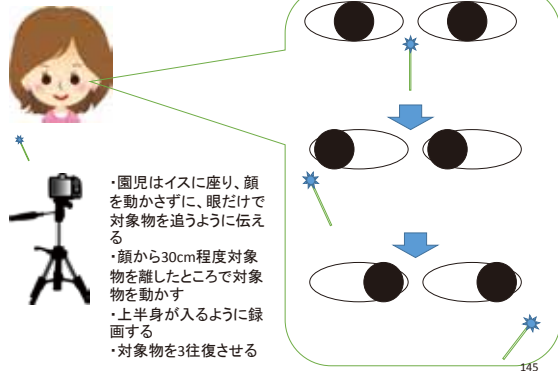 ・園児はイスに座り、顔
を動かさずに、眼だけで
対象物を追うように伝え
る
・顔から30cm程度対象
物を離したところで対象
物を動かす
・上半身が入るように録
画する
・対象物を3往復させる
145